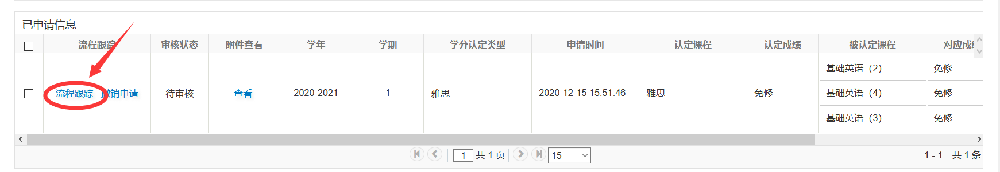 已申请信息
流程跟踪 审核状态 附件查看 学年 学期 学分认定类型 申请时间 认定课程 认定成绩 被认定课程 对应成
基础英语（2） 免修
流程跟踪 撤销申请 待审核 查看 2020-2021 1 雅思 2020-12-15 15:51:46 雅思 免修 基础英语（4） 免修
基础英语（3） 免修
1 共 1 页 15 1 - 1 共 1 条